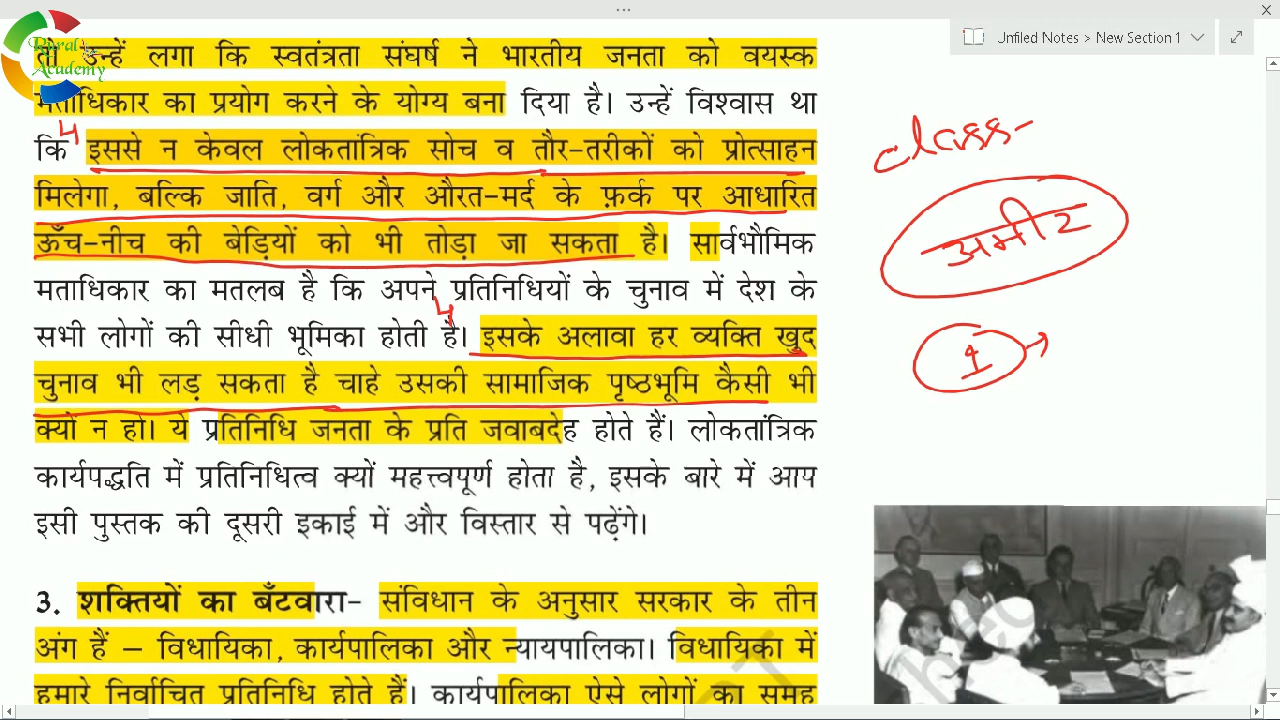 Unfiled Notes > New Section 1
Rural
Academy
तो उन्हें लगा कि स्वतंत्रता संघर्ष ने भारतीय जनता को वयस्क
मताधिकार का प्रयोग करने के योग्य बना दिया है। उन्हें विश्वास था
4
कि इससे न केवल लोकतांत्रिक सोच व तौर-तरीकों को प्रोत्साहन
मिलेगा, बल्कि जाति, वर्ग और औरत-मर्द के फ़र्क पर आधारित
ऊँच-नीच की बेड़ियों को भी तोड़ा जा सकता है। सार्वभौमिक
मताधिकार का मतलब है कि अपने प्रतिनिधियों के चुनाव में देश के
4
सभी लोगों की सीधी भूमिका होती है। इसके अलावा हर व्यक्ति खुद
चुनाव भी लड़ सकता है चाहे उसकी सामाजिक पृष्ठभूमि कैसी भी
क्यों न हो। ये प्रतिनिधि जनता के प्रति जवाबदेह होते हैं। लोकतांत्रिक
कार्यपद्धति में प्रतिनिधित्व क्यों महत्त्वपूर्ण होता है, इसके बारे में आप
इसी पुस्तक की दूसरी इकाई में और विस्तार से पढ़ेंगे।
3. शक्तियों का बँटवारा– संविधान के अनुसार सरकार के तीन
अंग हैं – विधायिका, कार्यपालिका और न्यायपालिका। विधायिका में
हमारे निर्वाचित प्रतिनिधि होते हैं। कार्यपालिका ऐसे लोगों का समूह
class-
अमीर
1